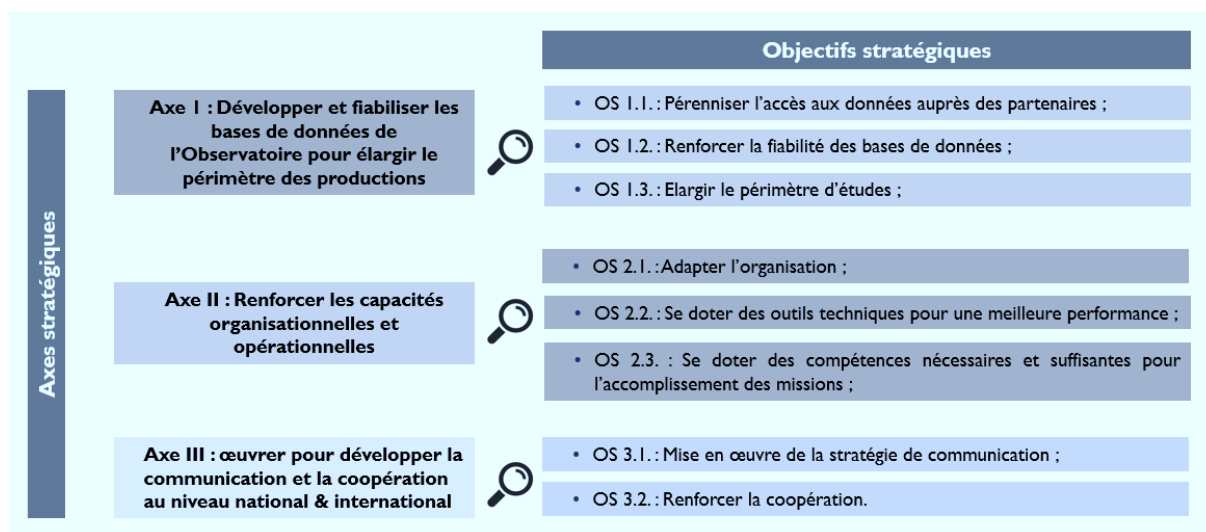 Objectifs stratégiques
Axes stratégiques
Axe I : Développer et fiabiliser les
bases de données de
l'Observatoire pour élargir le
périmètre des productions
• OS 1.1. : Pérenniser l'accès aux données auprès des partenaires ;
• OS 1.2. : Renforcer la fiabilité des bases de données ;
• OS 1.3. : Elargir le périmètre d'études ;
Axe II : Renforcer les capacités
organisationnelles et
opérationnelles
• OS 2.1. : Adapter l'organisation ;
• OS 2.2. : Se doter des outils techniques pour une meilleure performance ;
• OS 2.3. : Se doter des compétences nécessaires et suffisantes pour
l'accomplissement des missions ;
Axe III : œuvrer pour développer la
communication et la coopération
au niveau national & international
• OS 3.1. : Mise en œuvre de la stratégie de communication ;
• OS 3.2. : Renforcer la coopération.